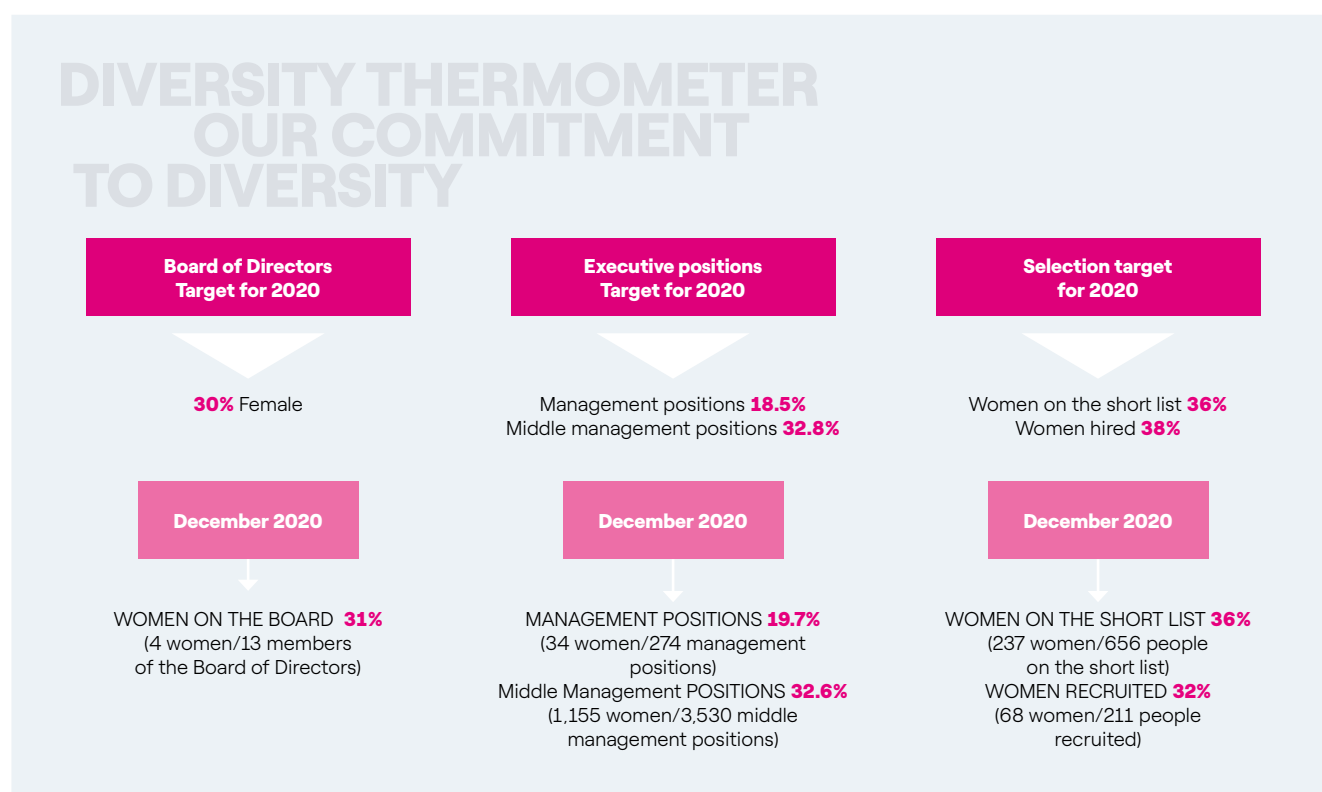 DIVERSITY THERMOMETER
OUR COMMITMENT
TO DIVERSITY
Board of Directors
Target for 2020
30% Female
December 2020
WOMEN ON THE BOARD 31%
(4 women/13 members
of the Board of Directors)
Executive positions
Target for 2020
Management positions 18.5%
Middle management positions 32.8%
December 2020
MANAGEMENT POSITIONS 19.7%
(34 women/274 management
positions)
Middle Management POSITIONS 32.6%
(1,155 women/3,530 middle
management positions)
Selection target
for 2020
Women on the short list 36%
Women hired 38%
December 2020
WOMEN ON THE SHORT LIST 36%
(237 women/656 people
on the short list)
WOMEN RECRUITED 32%
(68 women/211 people
recruited)